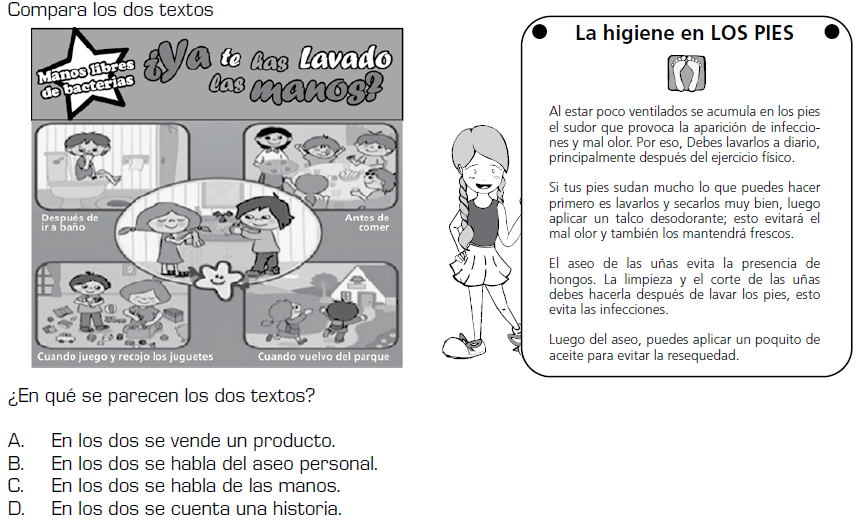 Compara los dos textos
Manos libres
de bacterias
¿Ya te has Lavado
las manos?
Después de
ir a baño
Antes de
comer
Cuando juego y recojo los juguetes
Cuando vuelvo del parque
La higiene en LOS PIES
Al estar poco ventilados se acumula en los pies
el sudor que provoca la aparición de infeccio-
nes y mal olor. Por eso, Debes lavarlos a diario,
principalmente después del ejercicio físico.
Si tus pies sudan mucho lo que puedes hacer
primero es lavarlos y secarlos muy bien, luego
aplicar un talco desodorante; esto evitará el
mal olor y también los mantendrá frescos.
El aseo de las uñas evita la presencia de
hongos. La limpieza y el corte de las uñas
debes hacerla después de lavar los pies, esto
evita las infecciones.
Luego del aseo, puedes aplicar un poquito de
aceite para evitar la resequedad.
¿En qué se parecen los dos textos?
A. En los dos se vende un producto.
B. En los dos se habla del aseo personal.
C. En los dos se habla de las manos.
D. En los dos se cuenta una historia.